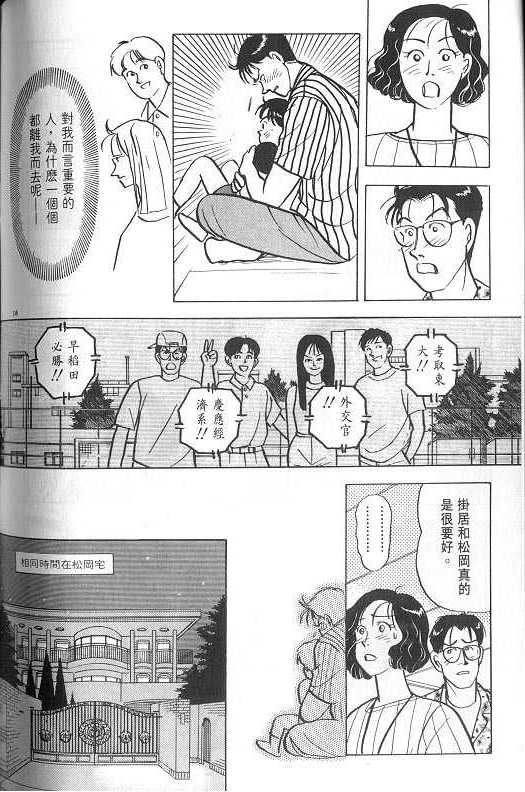 對我而言重要的
人，為什麼一個個
都離我而去呢——
考取東
大！！
外交官
！！
慶應經
濟系！！
早稻田
必勝！！
掛居和松岡真的
是很要好。
…………
相同時間在松岡宅